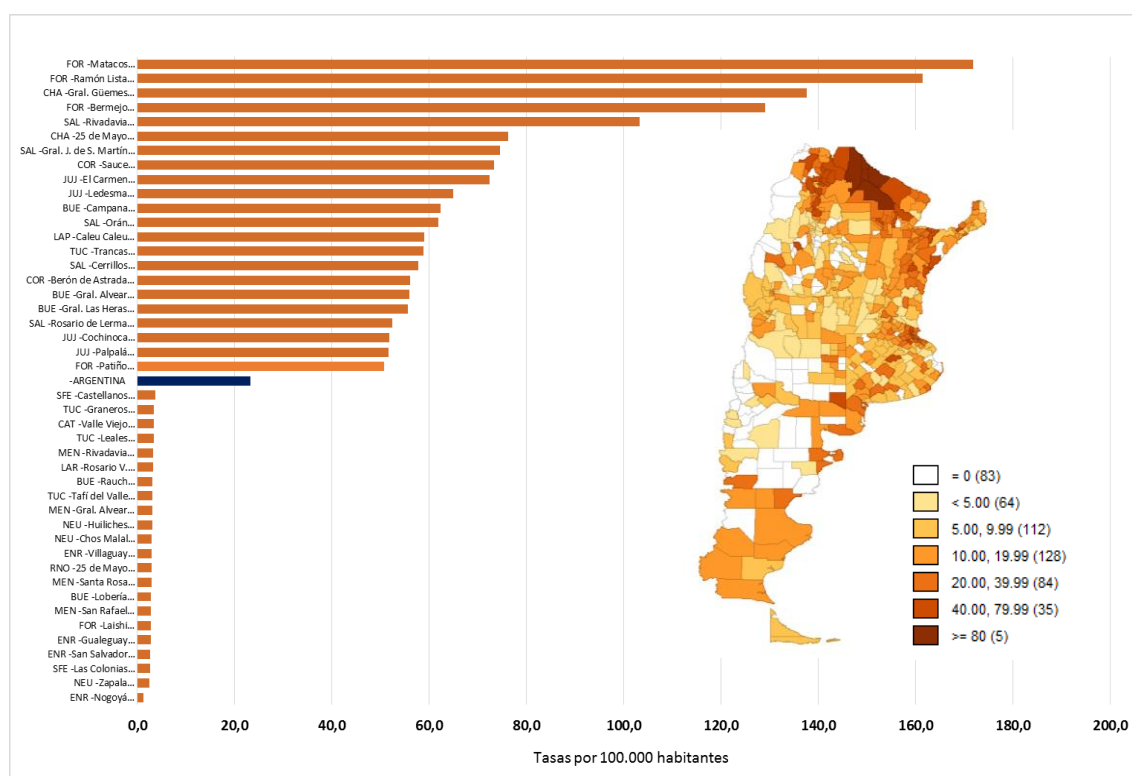 FOR -Matacos...
FOR -Ramón Lista...
CHA -Gral. Güemes...
FOR -Bermejo...
SAL -Rivadavia...
CHA -25 de Mayo...
SAL -Gral. J. de S. Martín...
COR -Sauce...
JUJ -El Carmen...
JUJ -Ledesma...
BUE -Campana...
SAL -Orán...
LAP -Caleu Caleu...
TUC -Trancas...
SAL -Cerrillos...
COR -Berón de Astrada...
BUE -Gral. Alvear...
BUE -Gral. Las Heras...
SAL -Rosario de Lerma...
JUJ -Cochinoca...
JUJ -Palpalá...
FOR -Patiño...
-ARGENTINA
SFE -Castellanos...
TUC -Graneros...
CAT -Valle Viejo...
TUC -Leales...
MEN -Rivadavia...
LAR -Rosario V....
BUE -Rauch...
TUC -Tafí del Valle...
MEN -Gral. Alvear...
NEU -Huiliches...
NEU -Chos Malal...
ENR -Villaguay...
RNO -25 de Mayo...
MEN -Santa Rosa...
BUE -Lobería...
MEN -San Rafael...
FOR -Laishi...
ENR -Gualeguay...
ENR -San Salvador...
SFE -Las Colonias...
NEU -Zapala...
ENR -Nogoyá...
= 0 (83)
< 5.00 (64)
5.00, 9.99 (112)
10.00, 19.99 (128)
20.00, 39.99 (84)
40.00, 79.99 (35)
>= 80 (5)
0,0 20,0 40,0 60,0 80,0 100,0 120,0 140,0 160,0 180,0 200,0
Tasas por 100.000 habitantes